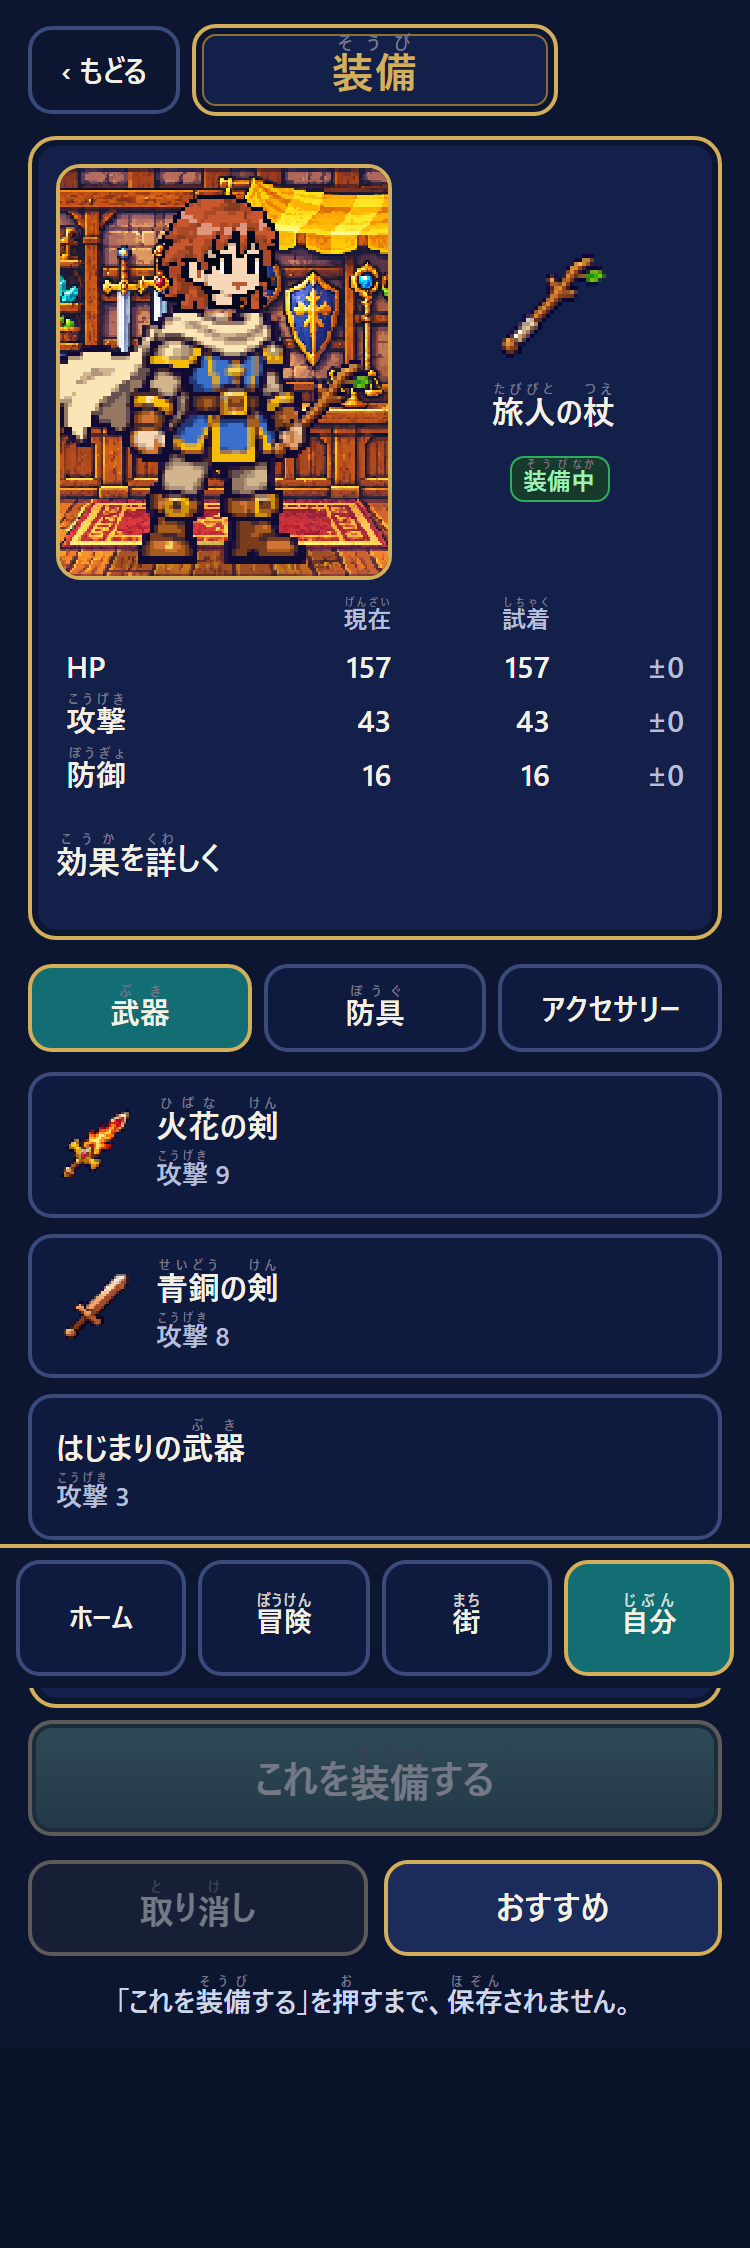 ‹ もどる
そうび
装備
たびびと つえ
旅人の杖
そうびなか
装備中
げんざい しちゃく
現在 試着
HP 157 157 ±0
こうげき
攻撃 43 43 ±0
ぼうぎょ
防御 16 16 ±0
こうか くわ
効果を詳しく
ぶき ぼうぐ
武器 防具 アクセサリー
ひばな けん
火花の剣
こうげき
攻撃 9
せいどう けん
青銅の剣
こうげき
攻撃 8
ぶき
はじまりの武器
こうげき
攻撃 3
ぼうけん まち じぶん
ホーム 冒険 街 自分
これを装備する
と け
取り消し おすすめ
そうび お ほぞん
「これを装備する」を押すまで、保存されません。